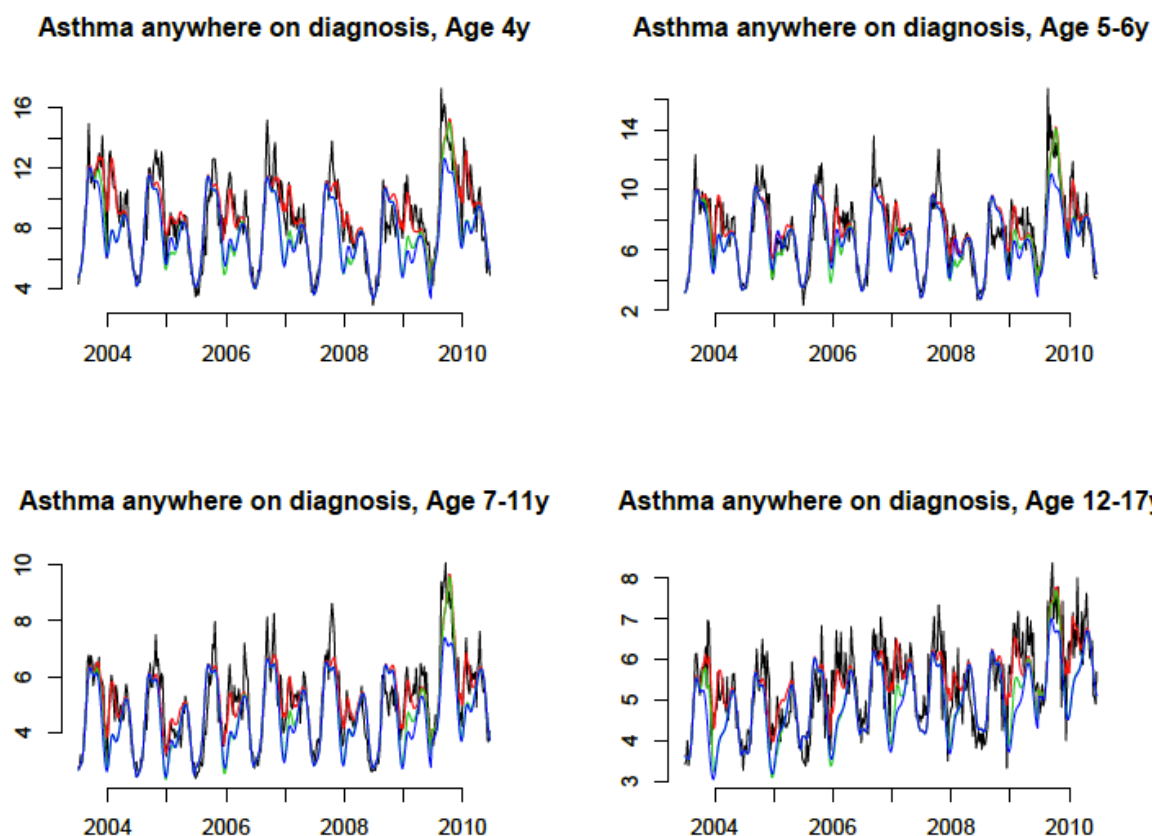 Asthma anywhere on diagnosis, Age 4y
16
12
8
4
2004 2006 2008 2010
Asthma anywhere on diagnosis, Age 5-6y
14
10
6
2
2004 2006 2008 2010
Asthma anywhere on diagnosis, Age 7-11y
10
8
6
4
2004 2006 2008 2010
Asthma anywhere on diagnosis, Age 12-17y
8
7
6
5
4
3
2004 2006 2008 2010